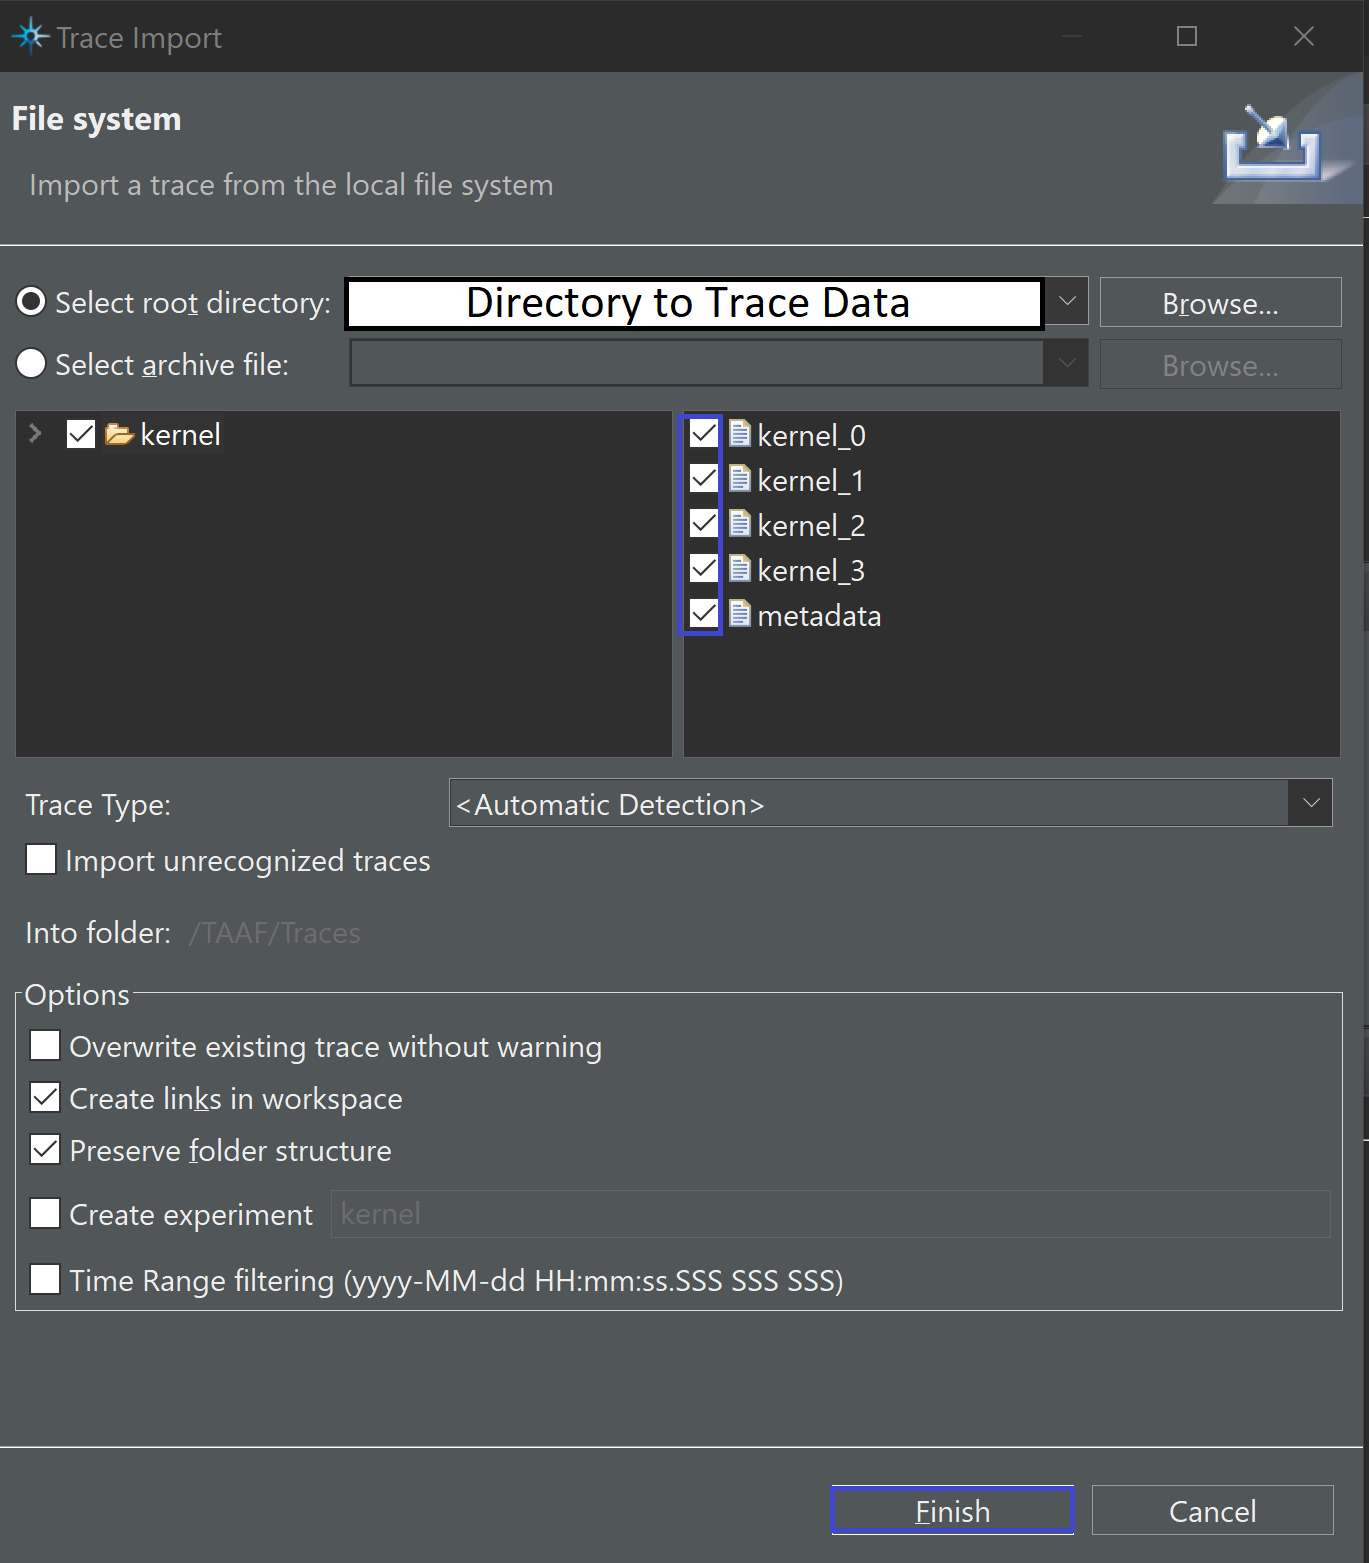 Trace Import
File system
Import a trace from the local file system
Select root directory: Directory to Trace Data Browse...
Select archive file: Browse...
kernel
kernel_0
kernel_1
kernel_2
kernel_3
metadata
Trace Type: <Automatic Detection>
Import unrecognized traces
Into folder: /TAAF/Traces
Options
Overwrite existing trace without warning
Create links in workspace
Preserve folder structure
Create experiment kernel
Time Range filtering (yyyy-MM-dd HH:mm:ss.SSS SSS SSS)
Finish Cancel